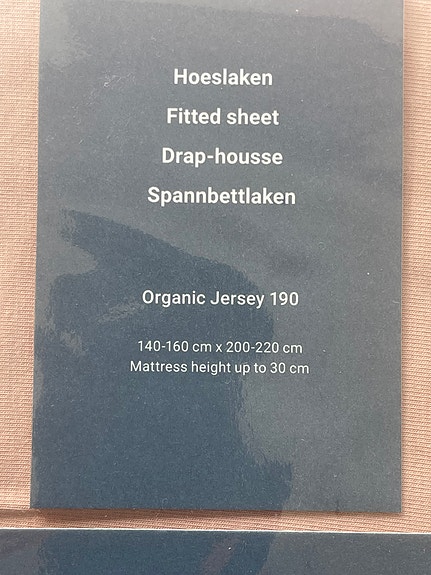 Hoeslaken
Fitted sheet
Drap-housse
Spannbettlaken
Organic Jersey 190
140-160 cm x 200-220 cm
Mattress height up to 30 cm